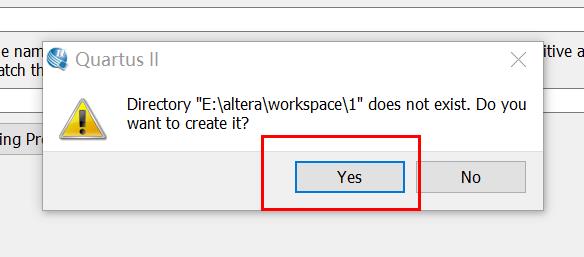 e nam
itive a
atch th
Quartus II
Directory "E:\altera\workspace\1" does not exist. Do you
want to create it?
ing Pr
Yes
No